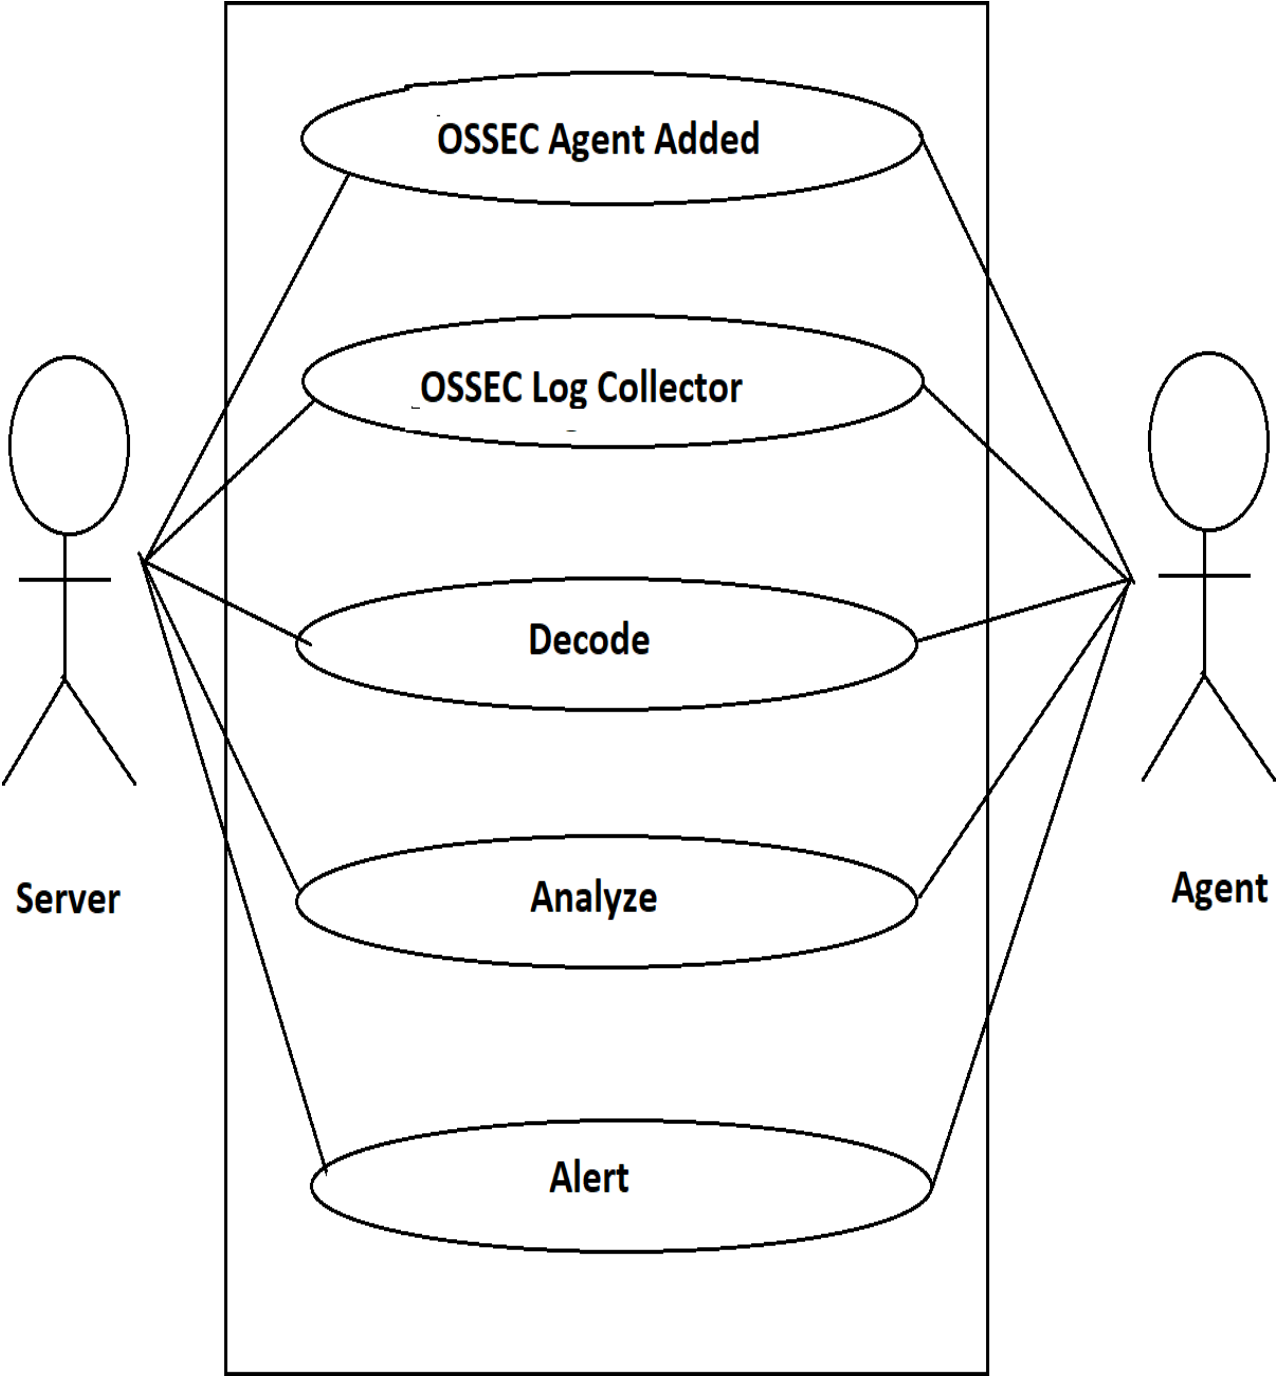 OSSEC Agent Added
OSSEC Log Collector
Decode
Analyze
Alert
Server
Agent